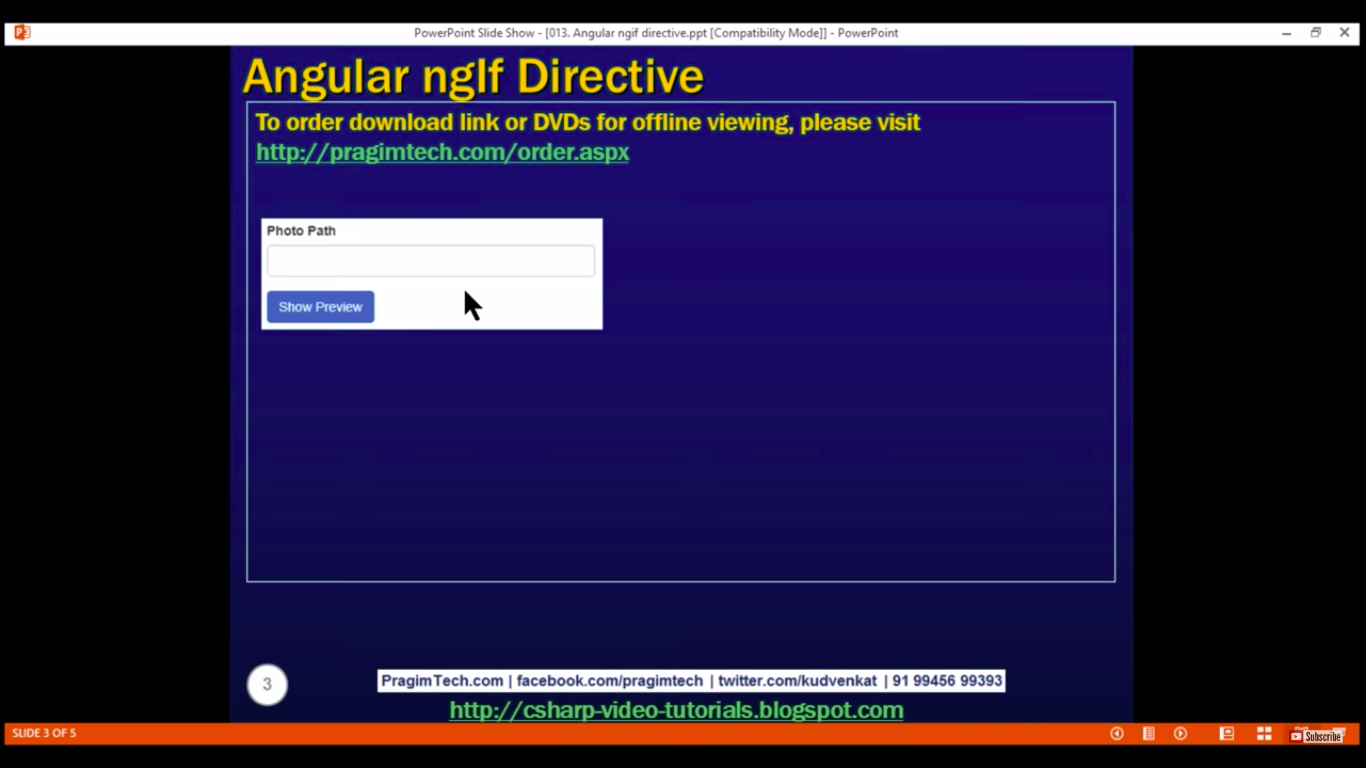 PowerPoint Slide Show - [013. Angular ngif directive.ppt [Compatibility Mode]] - PowerPoint
Angular ngIf Directive
To order download link or DVDs for offline viewing, please visit
http://pragimtech.com/order.aspx
Photo Path
Show Preview
3
PragimTech.com | facebook.com/pragimtech | twitter.com/kudvenkat | 91 99456 99393
http://csharp-video-tutorials.blogspot.com
SLIDE 3 OF 5
Subscribe